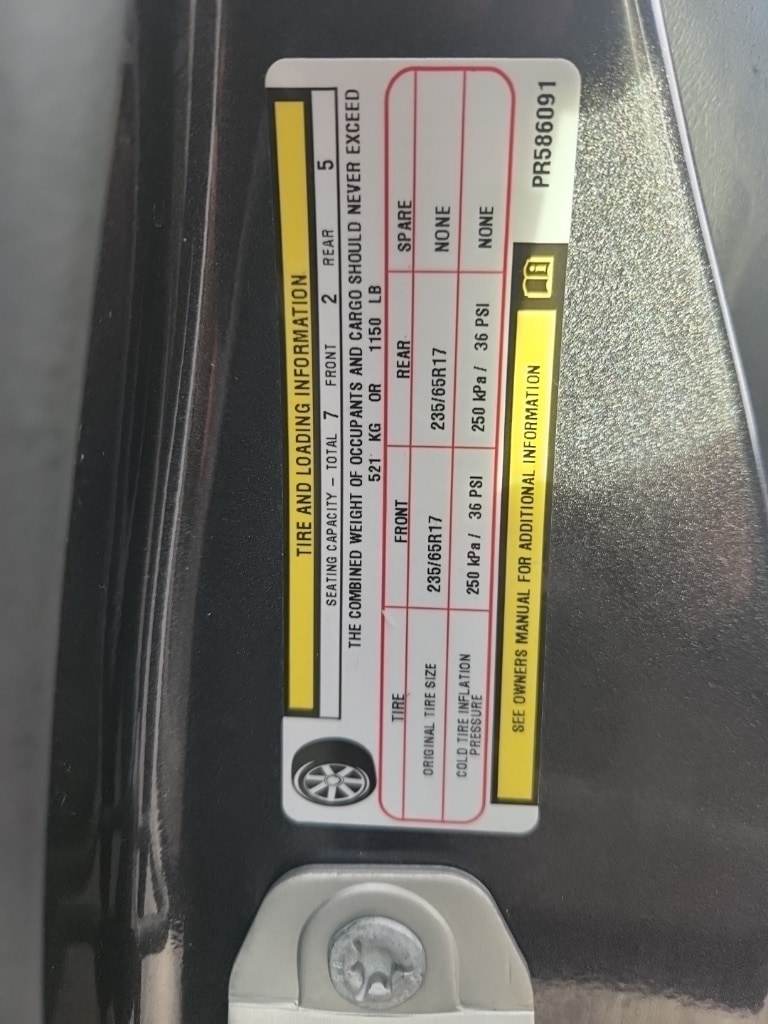 TIRE AND LOADING INFORMATION
SEATING CAPACITY – TOTAL 7 FRONT 2 REAR 5
THE COMBINED WEIGHT OF OCCUPANTS AND CARGO SHOULD NEVER EXCEED
521 KG OR 1150 LB
TIRE FRONT REAR SPARE
ORIGINAL TIRE SIZE 235/65R17 235/65R17 NONE
COLD TIRE INFLATION
PRESSURE 250 kPa / 36 PSI 250 kPa / 36 PSI NONE
SEE OWNERS MANUAL FOR ADDITIONAL INFORMATION
PR586091